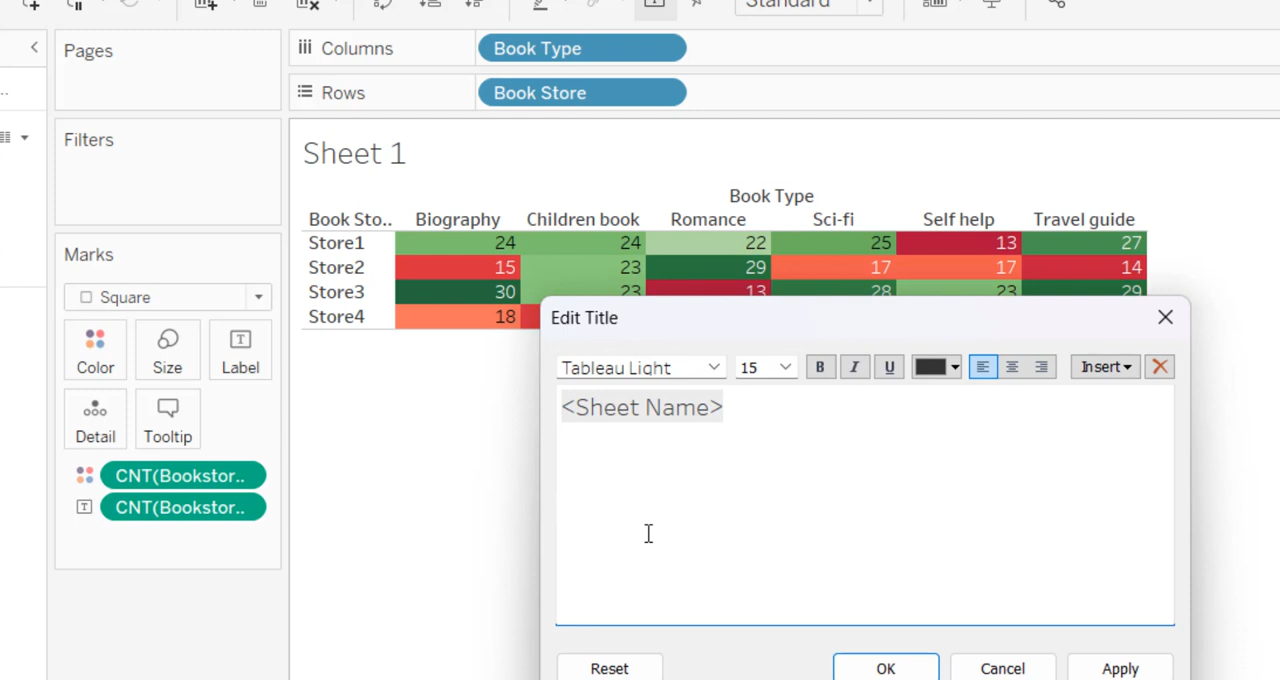 Standard
Pages
Columns
Book Type
Rows
Book Store
Filters
Sheet 1
Book Type
Book Sto.. Biography Children book Romance Sci-fi Self help Travel guide
Store1 24 24 22 25 13 27
Store2 15 23 29 17 17 14
Store3 30 23 13 28 23 29
Store4 18
Marks
Square
Color Size Label
Detail Tooltip
CNT(Bookstor..
CNT(Bookstor..
Edit Title
Tableau Light 15 B I U Insert
<Sheet Name>
Reset OK Cancel Apply